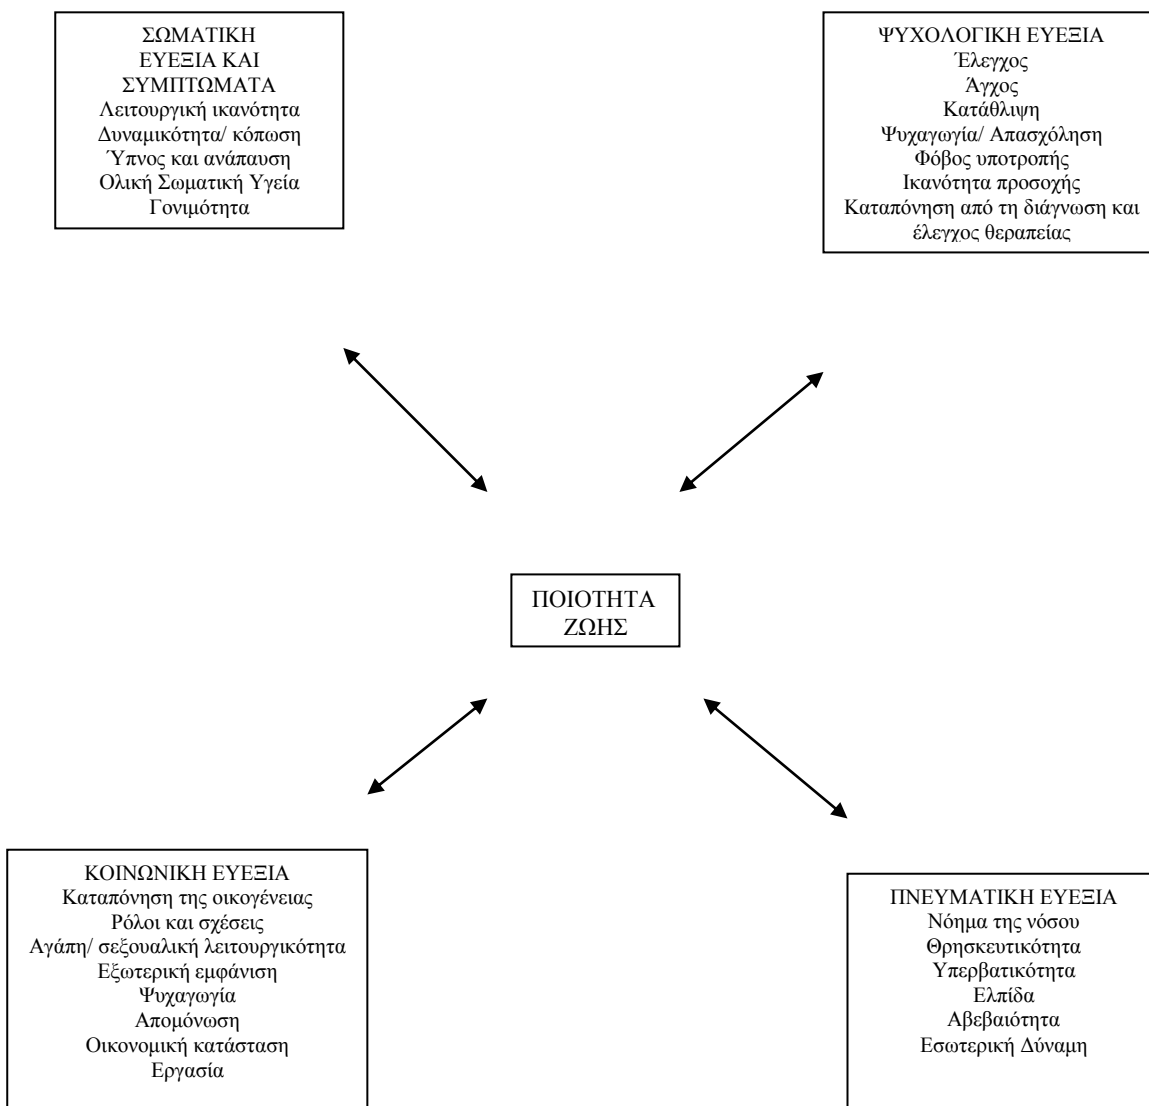 ΣΩΜΑΤΙΚΗ
ΕΥΕΞΙΑ ΚΑΙ
ΣΥΜΠΤΩΜΑΤΑ
Λειτουργική ικανότητα
Δυναμικότητα/ κόπωση
Ύπνος και ανάπαυση
Ολική Σωματική Υγεία
Γονιμότητα
ΨΥΧΟΛΟΓΙΚΗ ΕΥΕΞΙΑ
Έλεγχος
Άγχος
Κατάθλιψη
Ψυχαγωγία/ Απασχόληση
Φόβος υποτροπής
Ικανότητα προσοχής
Καταπόνηση από τη διάγνωση και
έλεγχος θεραπείας
ΠΟΙΟΤΗΤΑ
ΖΩΗΣ
ΚΟΙΝΩΝΙΚΗ ΕΥΕΞΙΑ
Καταπόνηση της οικογένειας
Ρόλοι και σχέσεις
Αγάπη/ σεξουαλική λειτουργικότητα
Εξωτερική εμφάνιση
Ψυχαγωγία
Απομόνωση
Οικονομική κατάσταση
Εργασία
ΠΝΕΥΜΑΤΙΚΗ ΕΥΕΞΙΑ
Νόημα της νόσου
Θρησκευτικότητα
Υπερβατικότητα
Ελπίδα
Αβεβαιότητα
Εσωτερική Δύναμη